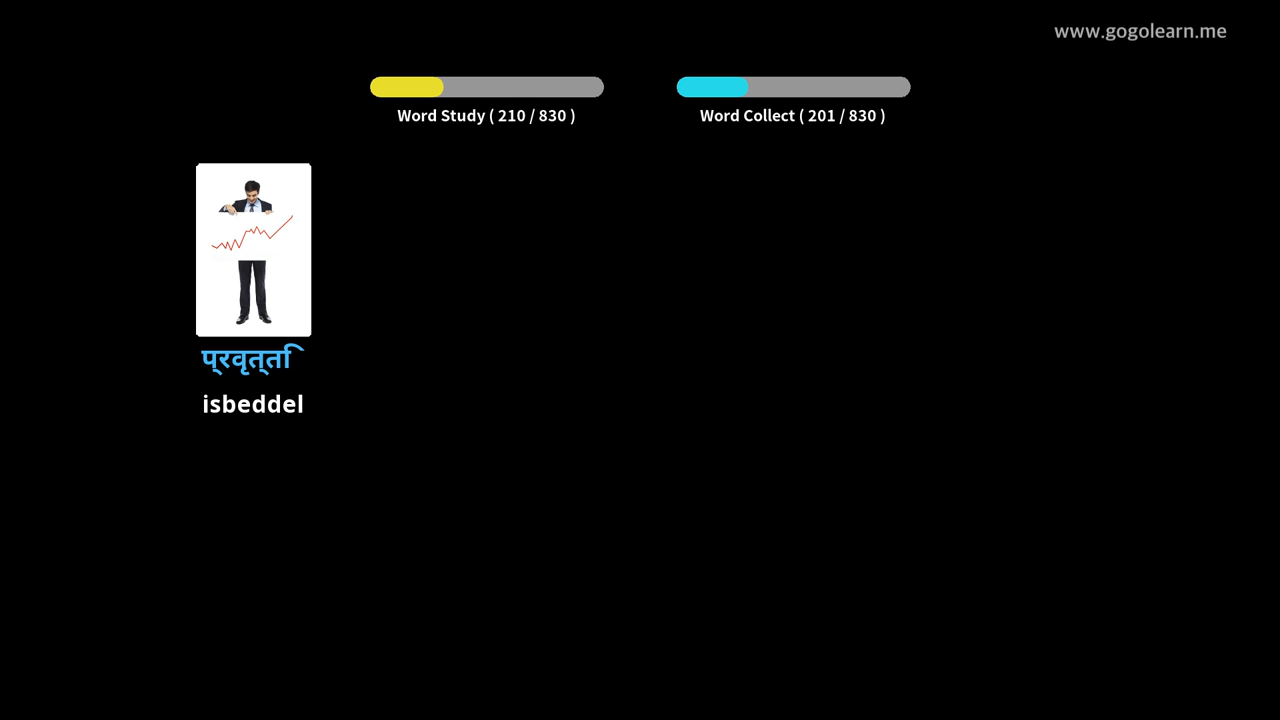 www.gogolearn.me
Word Study ( 210 / 830 )
Word Collect ( 201 / 830 )
प्रवृत्ति
isbeddel